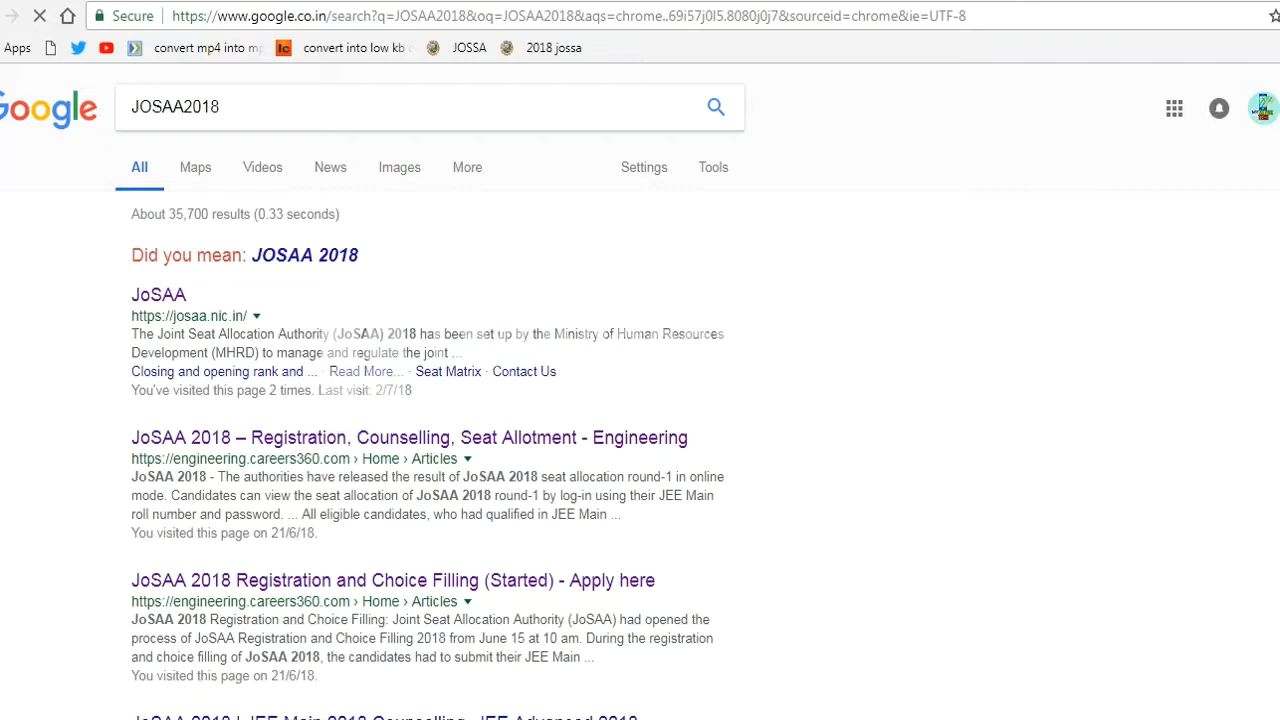 Secure https://www.google.co.in/search?q=JOSAA2018&oq=JOSAA2018&aqs=chrome..69i57j0l5.8080j0j7&sourceid=chrome&ie=UTF-8
Apps convert mp4 into mp convert into low kb JOSSA 2018 jossa
Google JOSAA2018
All Maps Videos News Images More Settings Tools
About 35,700 results (0.33 seconds)
Did you mean: JOSAA 2018
JoSAA
https://josaa.nic.in/
The Joint Seat Allocation Authority (JoSAA) 2018 has been set up by the Ministry of Human Resources
Development (MHRD) to manage and regulate the joint ...
Closing and opening rank and ... · Read More... · Seat Matrix · Contact Us
You've visited this page 2 times. Last visit: 2/7/18
JoSAA 2018 – Registration, Counselling, Seat Allotment - Engineering
https://engineering.careers360.com › Home › Articles
JoSAA 2018 - The authorities have released the result of JoSAA 2018 seat allocation round-1 in online
mode. Candidates can view the seat allocation of JoSAA 2018 round-1 by log-in using their JEE Main
roll number and password. ... All eligible candidates, who had qualified in JEE Main ...
You visited this page on 21/6/18.
JoSAA 2018 Registration and Choice Filling (Started) - Apply here
https://engineering.careers360.com › Home › Articles
JoSAA 2018 Registration and Choice Filling: Joint Seat Allocation Authority (JoSAA) had opened the
process of JoSAA Registration and Choice Filling 2018 from June 15 at 10 am. During the registration
and choice filling of JoSAA 2018, the candidates had to submit their JEE Main ...
You visited this page on 21/6/18.
JoSAA 2018 | JEE Main 2018 Counselling, JEE Advanced 2018